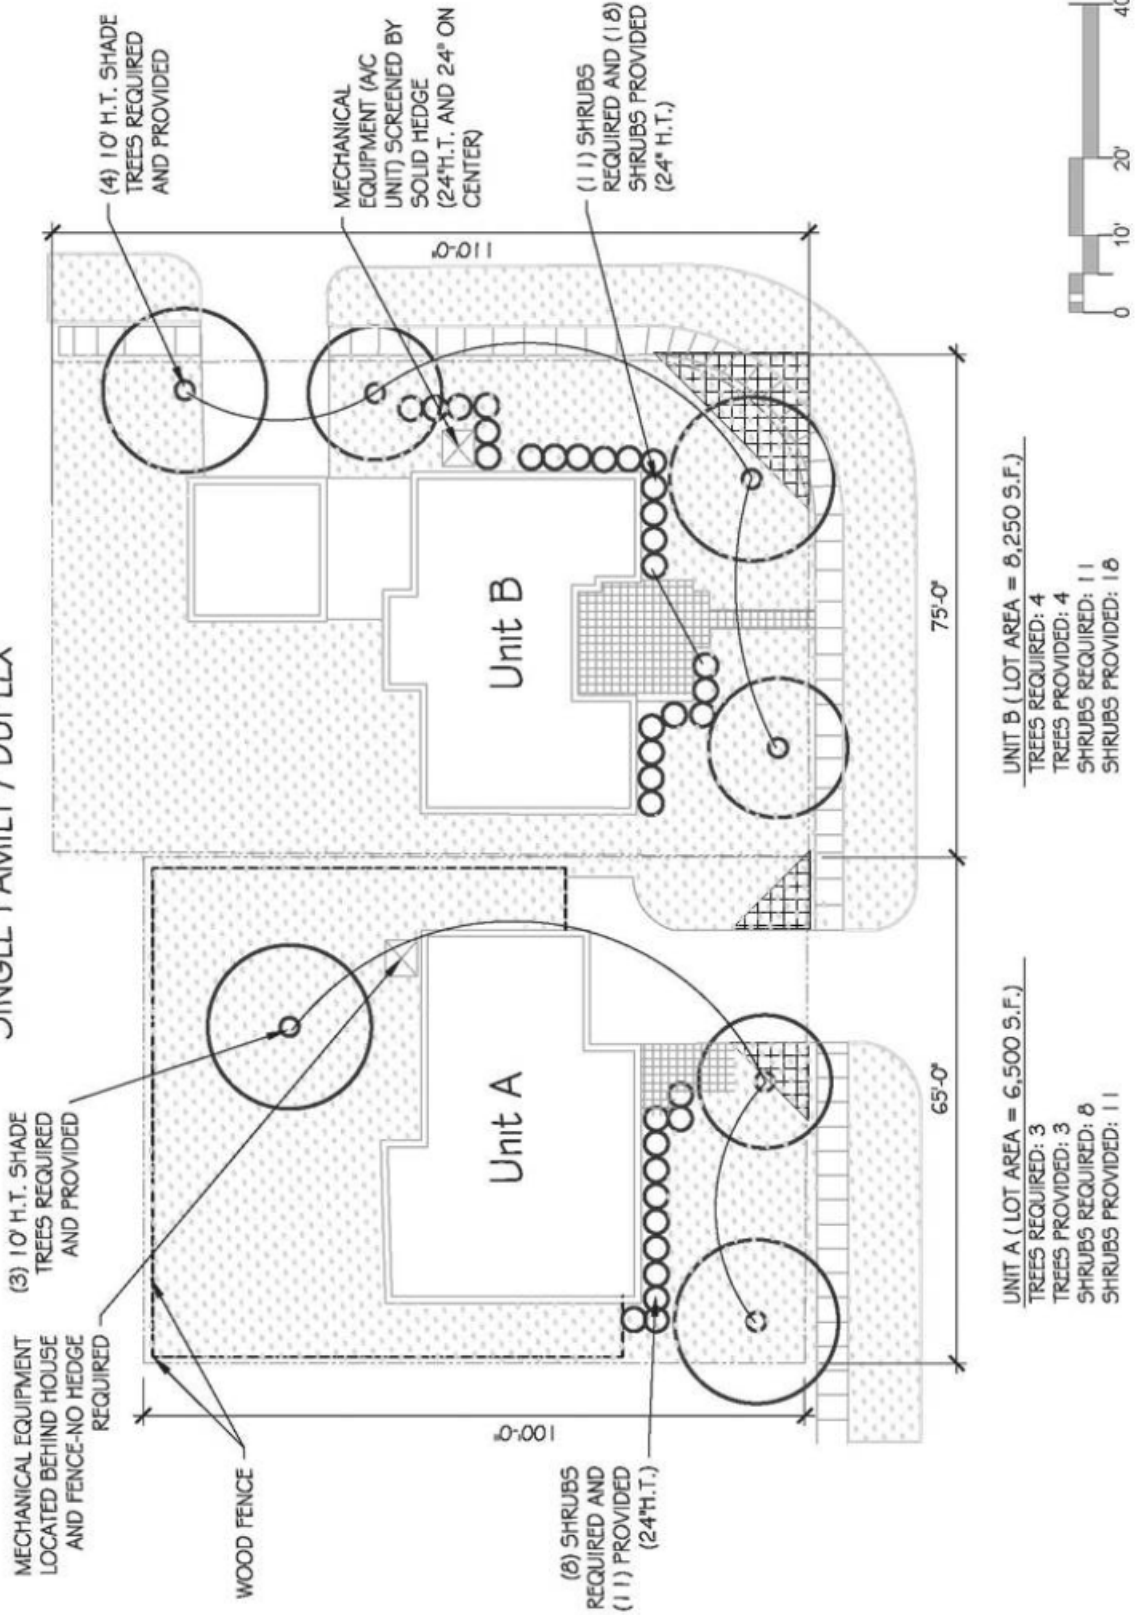 SINGLE FAMILY / DUPLEX
MECHANICAL EQUIPMENT
LOCATED BEHIND HOUSE
AND FENCE-NO HEDGE
REQUIRED
(3) 10' H.T. SHADE
TREES REQUIRED
AND PROVIDED
WOOD FENCE
(8) SHRUBS
REQUIRED AND
(11) PROVIDED
(24"H.T.)
100'-0"
Unit A
Unit B
110'-0"
(4) 10' H.T. SHADE
TREES REQUIRED
AND PROVIDED
MECHANICAL
EQUIPMENT (A/C
UNIT) SCREENED BY
SOLID HEDGE
(24"H.T. AND 24" ON
CENTER)
(11) SHRUBS
REQUIRED AND (18)
SHRUBS PROVIDED
(24" H.T.)
65'-0"
75'-0"
UNIT A ( LOT AREA = 6,500 S.F.)
TREES REQUIRED: 3
TREES PROVIDED: 3
SHRUBS REQUIRED: 8
SHRUBS PROVIDED: 11
UNIT B ( LOT AREA = 8,250 S.F.)
TREES REQUIRED: 4
TREES PROVIDED: 4
SHRUBS REQUIRED: 11
SHRUBS PROVIDED: 18
0 10' 20' 40